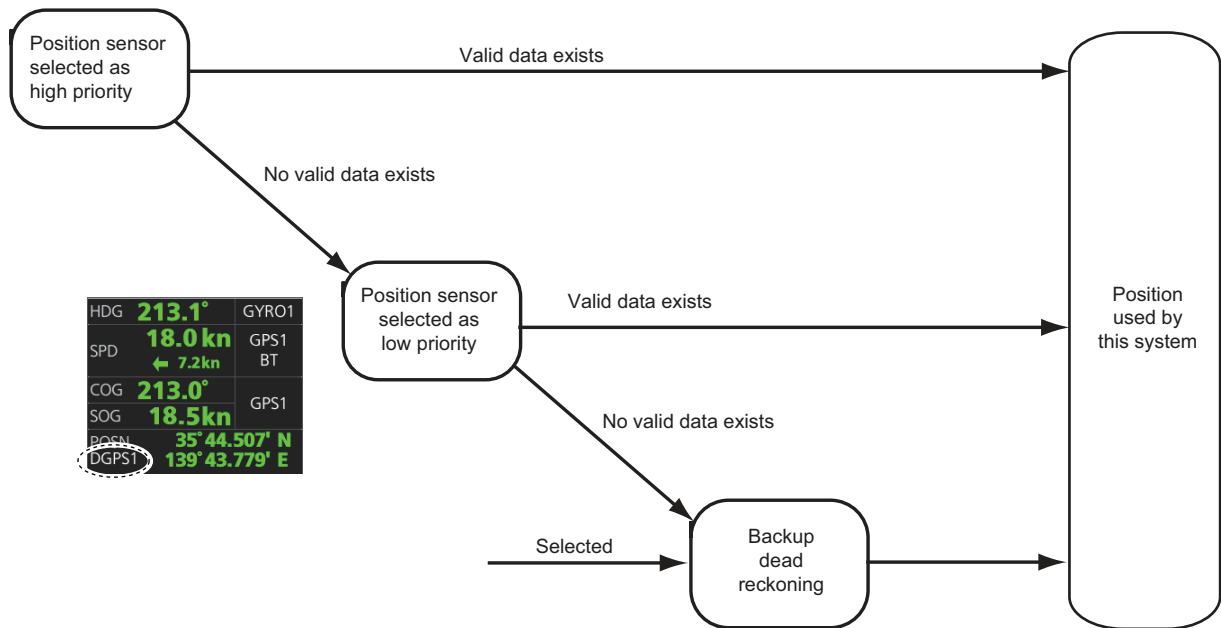 Position sensor
selected as
high priority
Valid data exists
No valid data exists
Position sensor
selected as
low priority
Valid data exists
Position
used by
this system
HDG 213.1° GYRO1
SPD 18.0 kn GPS1
7.2kn BT
COG 213.0° GPS1
SOG 18.5kn
POSN 35°44.507' N
DGPS1 139°43.779' E
No valid data exists
Selected
Backup
dead
reckoning